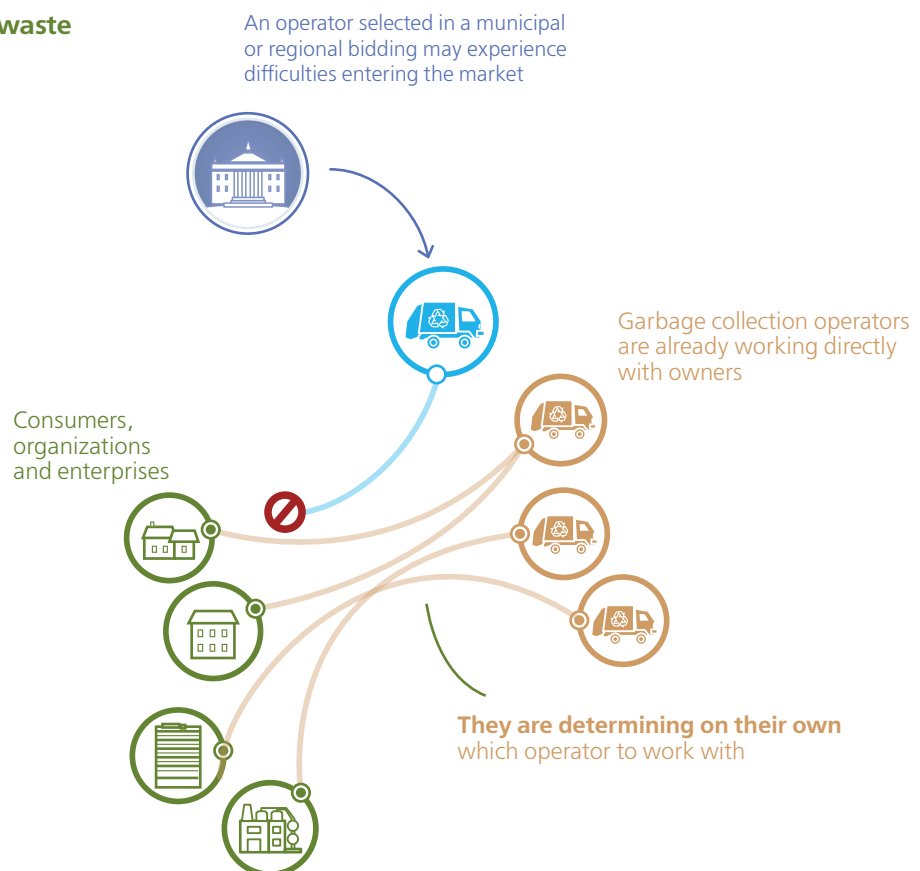 waste
An operator selected in a municipal
or regional bidding may experience
difficulties entering the market
Garbage collection operators
are already working directly
with owners
Consumers,
organizations
and enterprises
They are determining on their own
which operator to work with